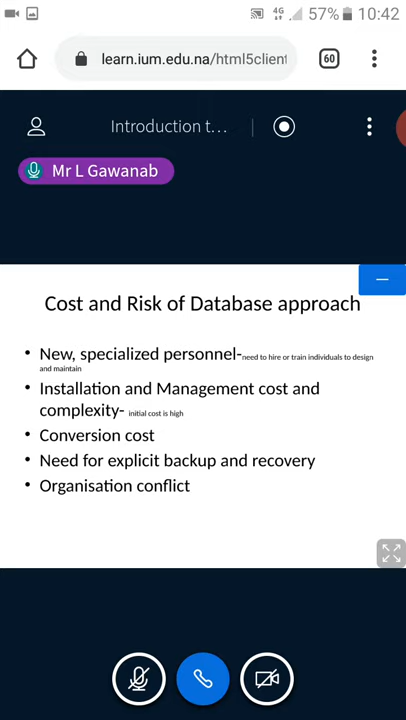 4G 57% 10:42
learn.ium.edu.na/html5client
60
Introduction t...
Mr L Gawanab
Cost and Risk of Database approach
• New, specialized personnel-need to hire or train individuals to design
and maintain
• Installation and Management cost and
complexity- initial cost is high
• Conversion cost
• Need for explicit backup and recovery
• Organisation conflict